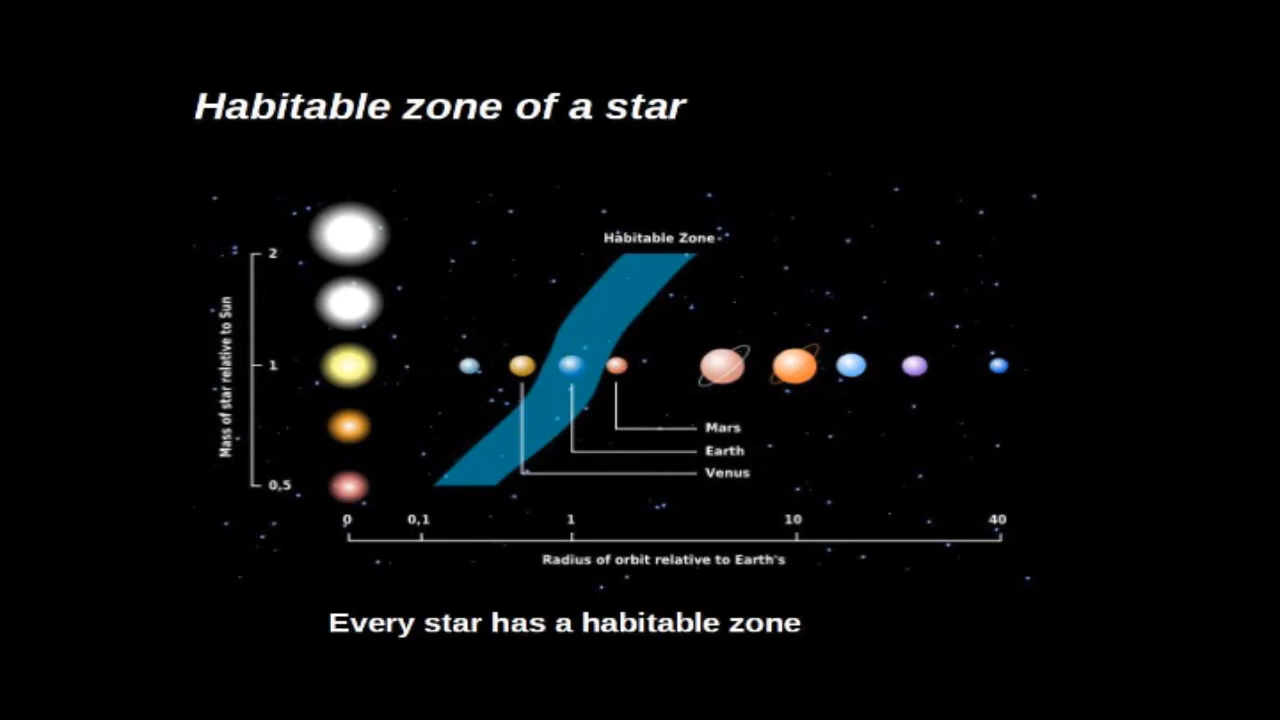 Habitable zone of a star
Habitable Zone
2
1
0,5
Mass of star relative to Sun
Mars
Earth
Venus
0
0,1
1
10
40
Radius of orbit relative to Earth's
Every star has a habitable zone